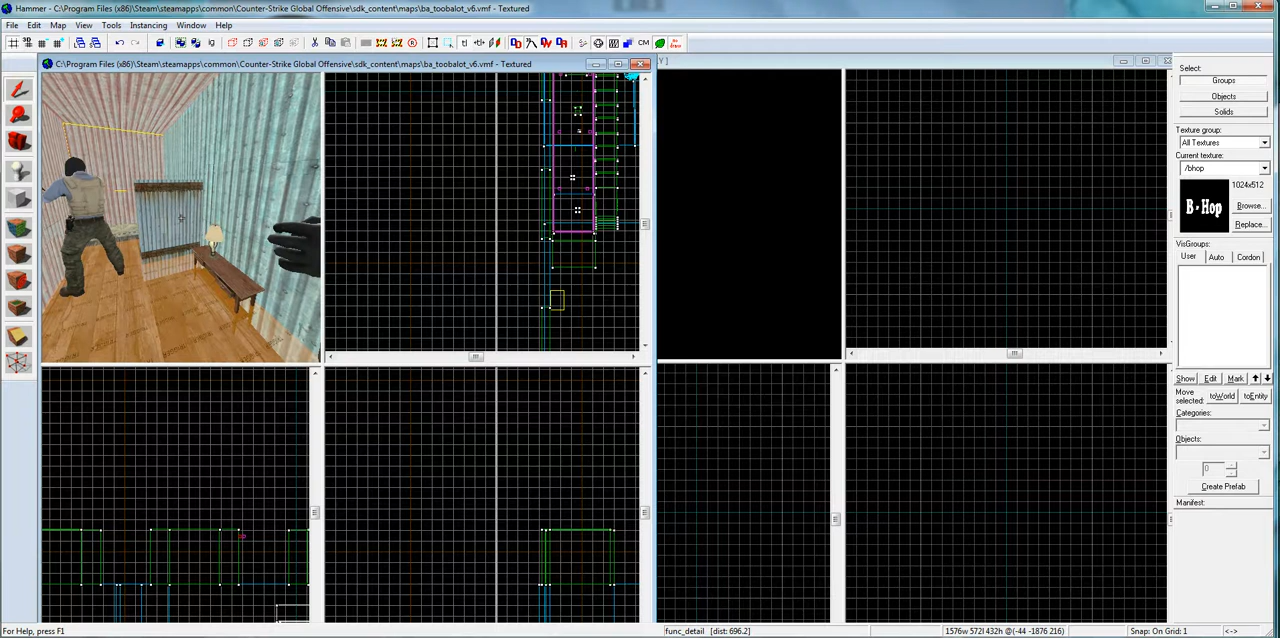 Hammer - [C:\Program Files (x86)\Steam\steamapps\common\Counter-Strike Global Offensive\sdk_content\maps\ba_toobalot_v6.vmf - Textured
File Edit Map View Tools Instancing Window Help
C:\Program Files (x86)\Steam\steamapps\common\Counter-Strike Global Offensive\sdk_content\maps\ba_toobalot_v6.vmf - Textured
Select:
Groups
Objects
Solids
Texture group:
All Textures
Current texture:
/bhop
1024x512
B - Hop
Browse...
Replace...
VisGroups:
User Auto Cordon
Show Edit Mark
Move selected:
toWorld toEntity
Categories:
Objects:
0
Create Prefab
Manifest:
For Help, press F1
func_detail [dist: 696.2]
1576w 572l 432h @(-44 -1876 216)
Snap: On Grid: 1
<->